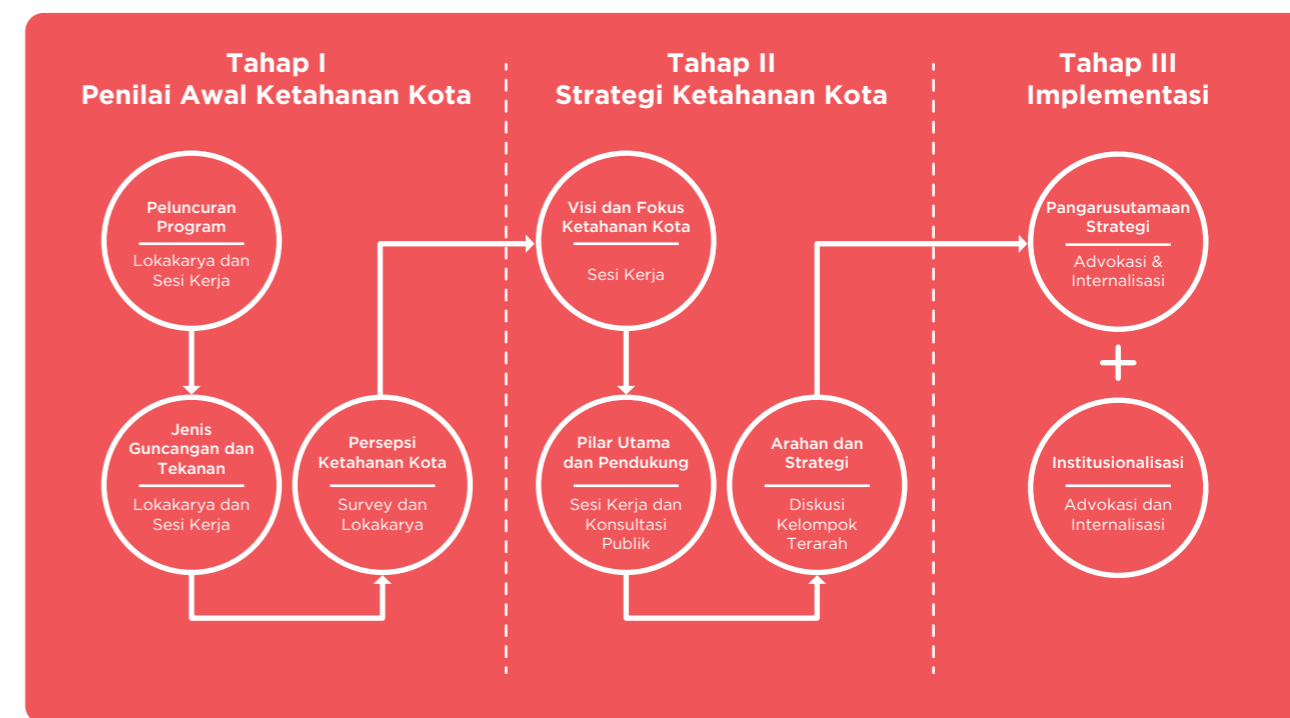 Tahap I
Penilai Awal Ketahanan Kota
Peluncuran
Program
Lokakarya dan
Sesi Kerja
Jenis
Guncangan dan
Tekanan
Lokakarya dan
Sesi Kerja
Persepsi
Ketahanan Kota
Survey dan
Lokakarya
Tahap II
Strategi Ketahanan Kota
Visi dan Fokus
Ketahanan Kota
Sesi Kerja
Pilar Utama
dan Pendukung
Sesi Kerja dan
Konsultasi
Publik
Arahan dan
Strategi
Diskusi
Kelompok
Terarah
Tahap III
Implementasi
Pangarusutamaan
Strategi
Advokasi &
Internalisasi
+
Institusionalisasi
Advokasi dan
Internalisasi